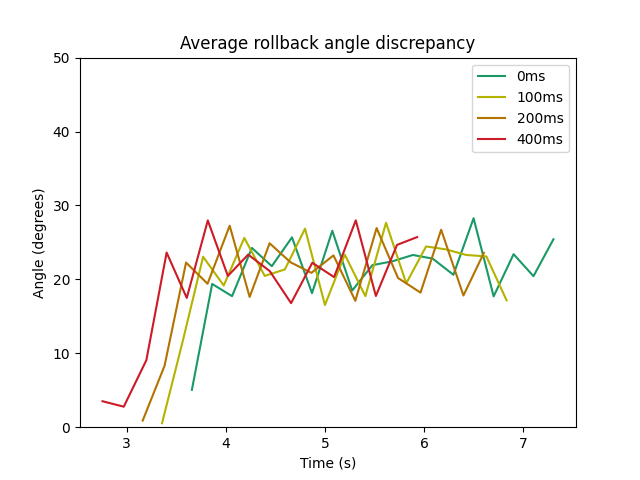 Average rollback angle discrepancy
50
40
30
20
10
0
Angle (degrees)
0ms
100ms
200ms
400ms
3 4 5 6 7
Time (s)